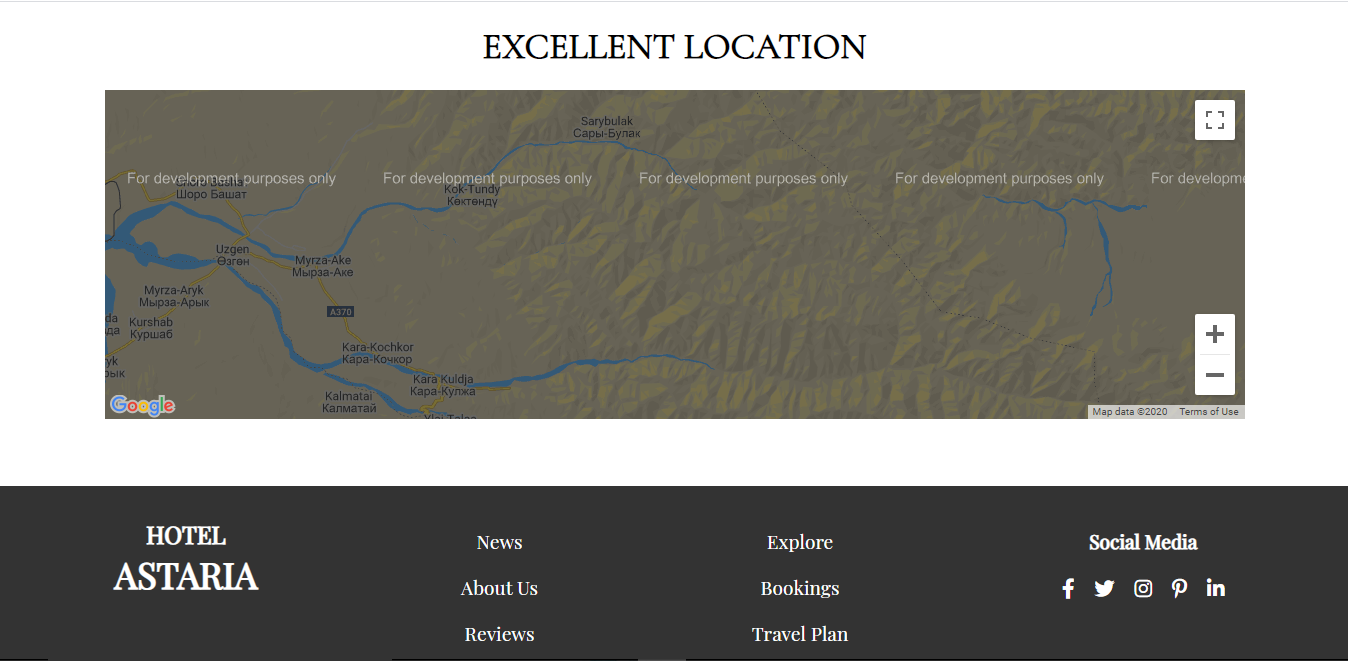 EXCELLENT LOCATION
Sarybulak
Сары-Булак
For development purposes only
For development purposes only
For development purposes only
For development purposes only
For developme
Шоро Башат
Kok-Tundy
Көктөндү
Uzgen
Өзгөн
Myrza-Ake
Мырза-Аке
Myrza-Aryk
Мырза-Арык
A370
Kurshab
Куршаб
Kara-Kochkor
Кара-Кочкор
Kara Kuldja
Кара-Кулжа
Kalmatai
Калматай
Google
Map data ©2020
Terms of Use
HOTEL
ASTARIA
News
About Us
Reviews
Explore
Bookings
Travel Plan
Social Media